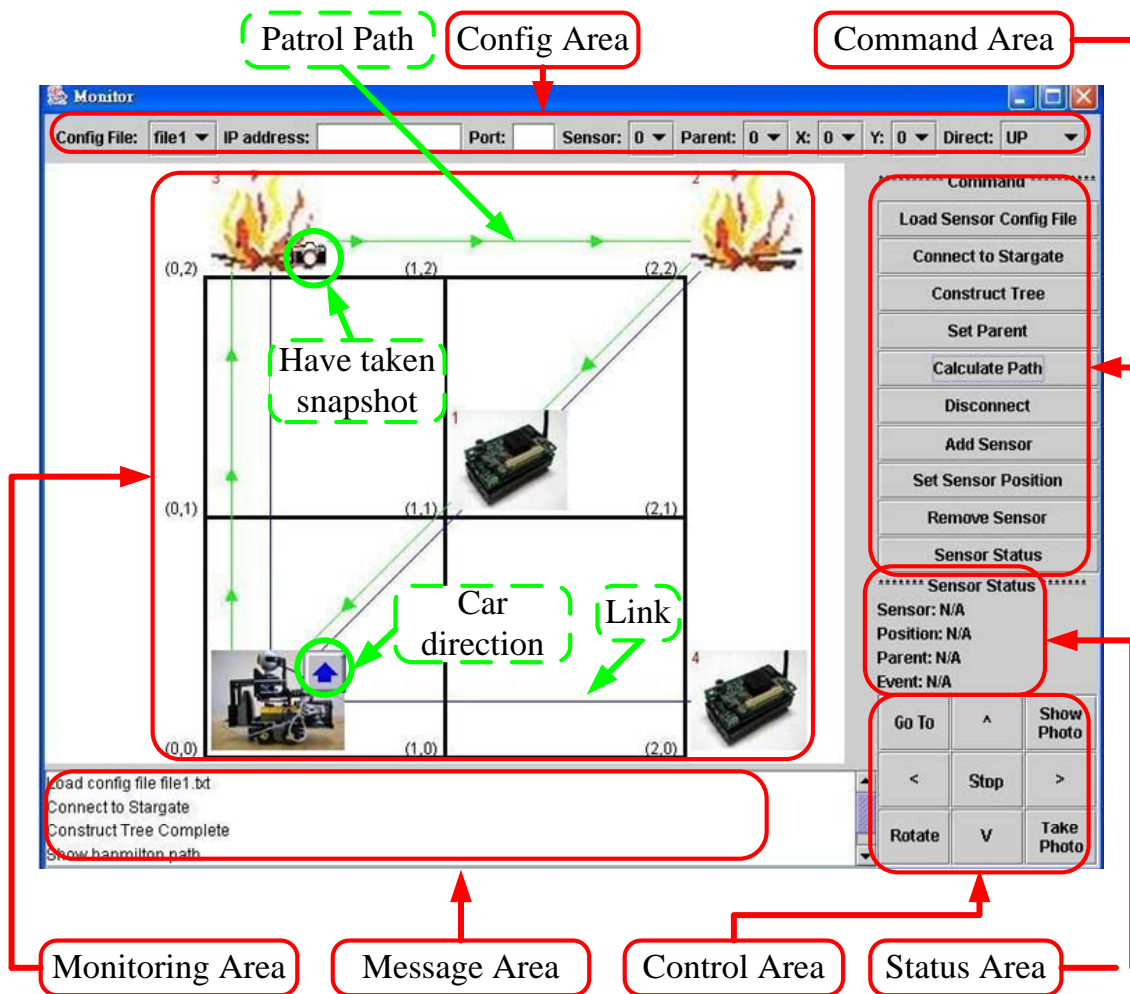 Patrol Path
Config Area
Command Area
Monitor
Config File: file1 IP address: Port: Sensor: 0 Parent: 0 X: 0 Y: 0 Direct: UP
3
2
********** Command **********
Load Sensor Config File
Connect to Stargate
Construct Tree
Set Parent
Calculate Path
Disconnect
Add Sensor
Set Sensor Position
Remove Sensor
Sensor Status
(0,2)
(1,2)
(2,2)
Have taken
snapshot
1
(0,1)
(1,1)
(2,1)
Car
direction
Link
4
(0,0)
(1,0)
(2,0)
******* Sensor Status *******
Sensor: N/A
Position: N/A
Parent: N/A
Event: N/A
Go To
^
Show
Photo
<
Stop
>
Rotate
V
Take
Photo
Load config file file1.txt
Connect to Stargate
Construct Tree Complete
Show hapmilton path
Monitoring Area
Message Area
Control Area
Status Area